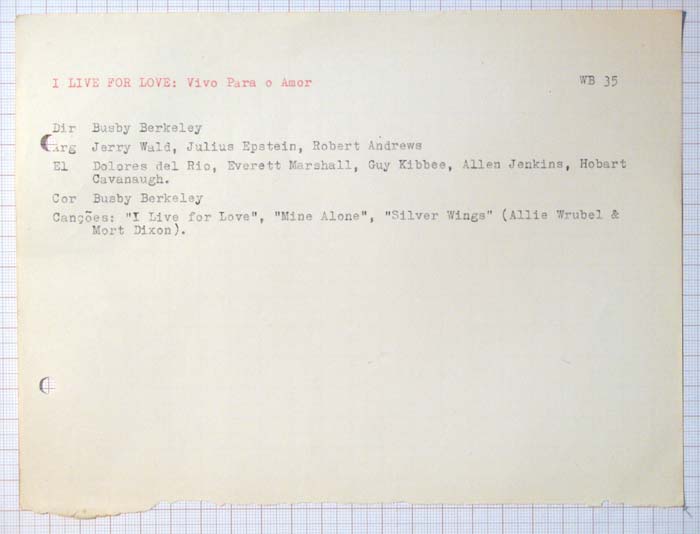 I LIVE FOR LOVE: Vivo Para o Amor WB 35
Dir Busby Berkeley
Arg Jerry Wald, Julius Epstein, Robert Andrews
El Dolores del Rio, Everett Marshall, Guy Kibbee, Allen Jenkins, Hobart
Cavanaugh.
Cor Busby Berkeley
Canções: "I Live for Love", "Mine Alone", "Silver Wings" (Allie Wrubel &
Mort Dixon).